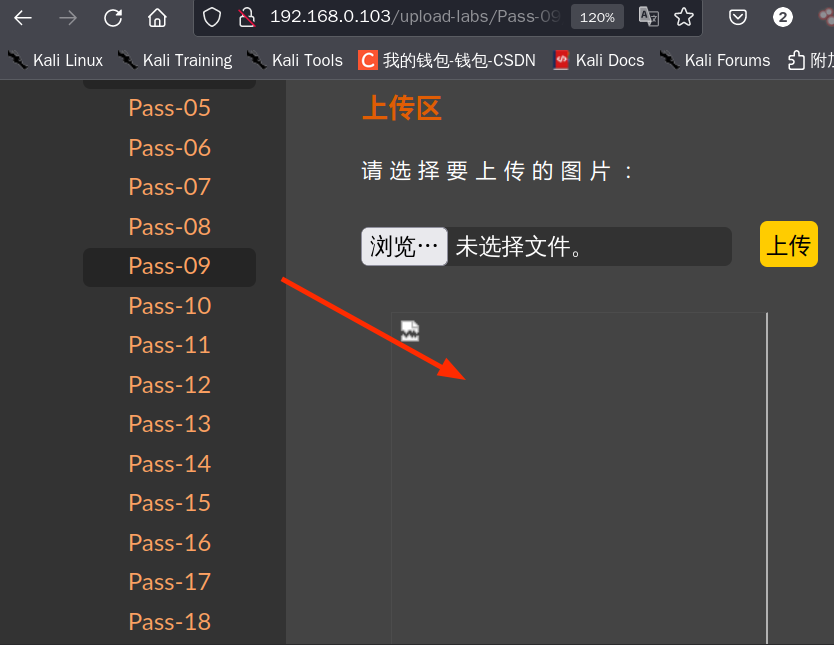 192.168.0.103/upload-labs/Pass-09
120%
2
Kali Linux
Kali Training
Kali Tools
C
我的钱包-钱包-CSDN
Kali Docs
Kali Forums
附加
Pass-05
Pass-06
Pass-07
Pass-08
Pass-09
Pass-10
Pass-11
Pass-12
Pass-13
Pass-14
Pass-15
Pass-16
Pass-17
Pass-18
上传区
请选择要上传的图片：
浏览… 未选择文件。
上传